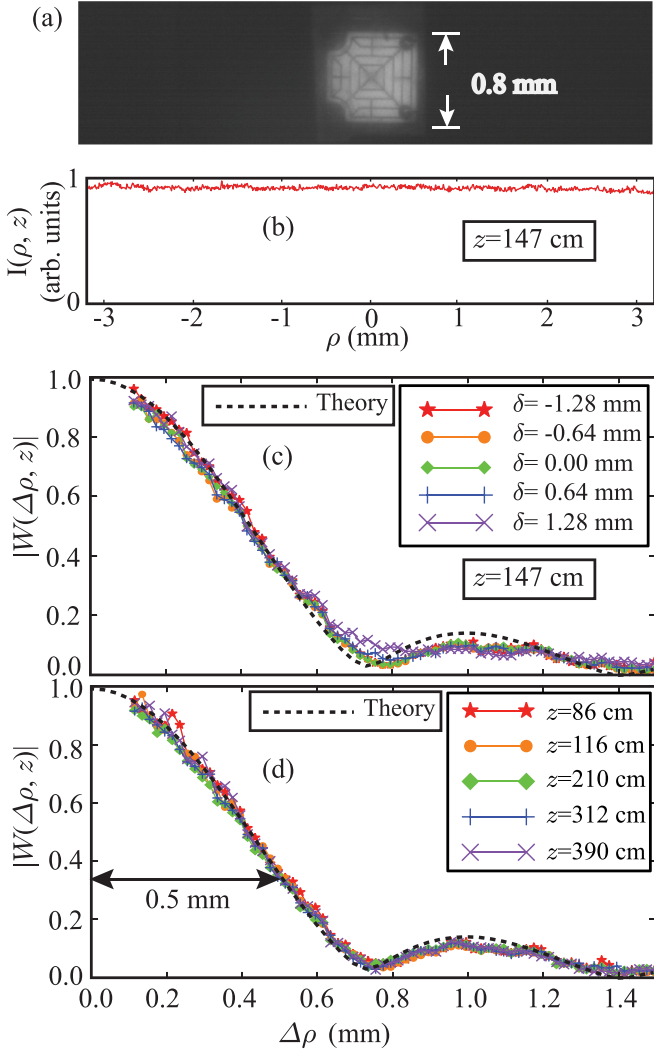 (a)
0.8 mm
1
I(ρ, z)
(arb. units)
(b)
z=147 cm
0
-3 -2 -1 0 1 2 3
ρ (mm)
1.0
Theory
δ= -1.28 mm
δ= -0.64 mm
0.8
(c)
δ= 0.00 mm
δ= 0.64 mm
0.6
δ= 1.28 mm
|W(Δρ, z)|
0.4
z=147 cm
0.2
0.0
1.0
Theory
z=86 cm
0.8
(d)
z=116 cm
z=210 cm
0.6
z=312 cm
|W(Δρ, z)|
z=390 cm
0.4
0.5 mm
0.2
0.0
0.0 0.2 0.4 0.6 0.8 1.0 1.2 1.4
Δρ (mm)